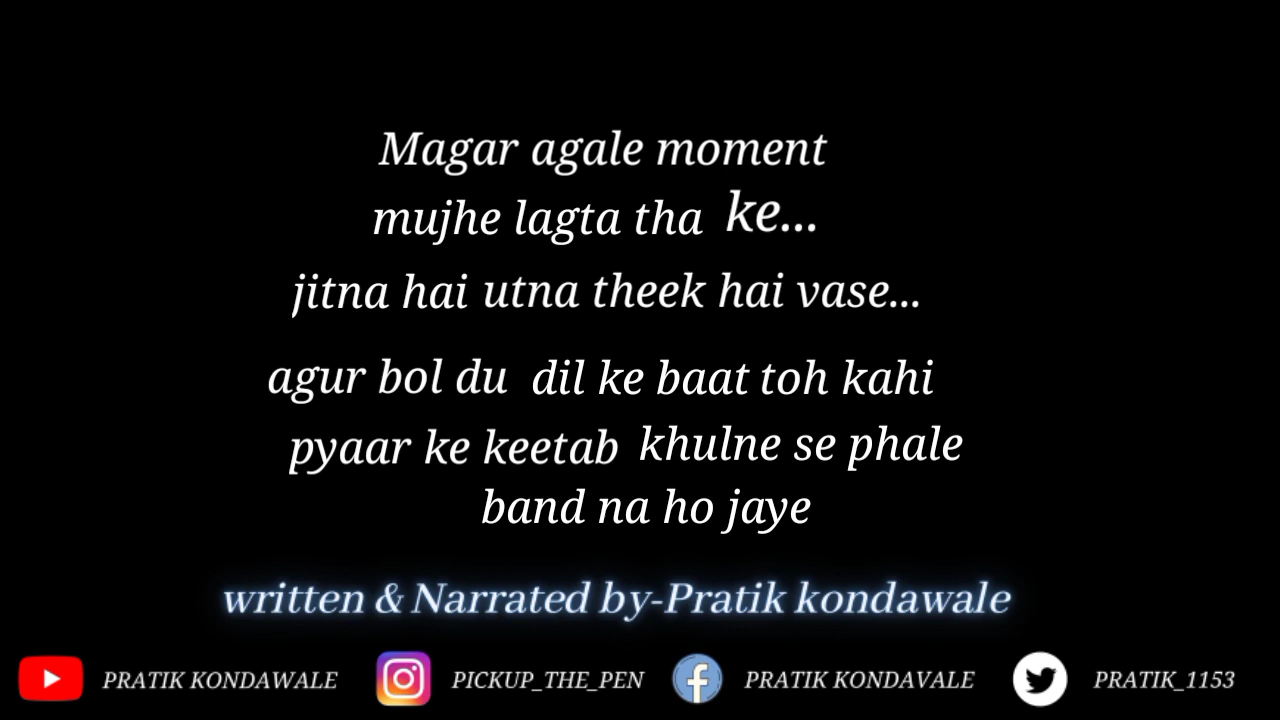 Magar agale moment
mujhe lagta tha ke...
jitna hai utna theek hai vase...
agur bol du dil ke baat toh kahi
pyaar ke keetab khulne se phale
band na ho jaye
written & Narrated by-Pratik kondawale
PRATIK KONDAWALE PICKUP_THE_PEN PRATIK KONDAVALE PRATIK_1153